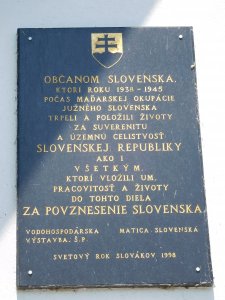 OBČANOM SLOVENSKA,
KTORÍ ROKU 1938 - 1945
POČAS MAĎARSKEJ OKUPÁCIE
JUŽNÉHO SLOVENSKA
TRPELI A POLOŽILI ŽIVOTY
ZA SUVERENITU
A ÚZEMNÚ CELISTVOSŤ
SLOVENSKEJ REPUBLIKY
AKO I
VŠETKÝM,
KTORÍ VLOŽILI UM,
PRACOVITOSŤ A ŽIVOTY
DO TOHTO DIELA
ZA POVZNESENIE SLOVENSKA
VODOHOSPODÁRSKA MATICA SLOVENSKÁ
VÝSTAVBA, Š.P.
SVETOVÝ ROK SLOVÁKOV 1998